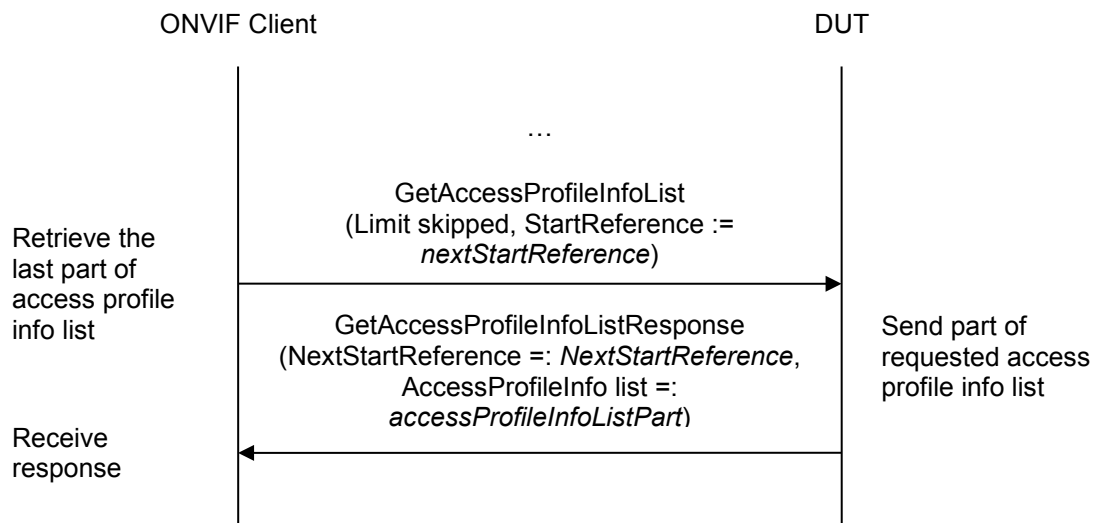 ONVIF Client
DUT
…
GetAccessProfileInfoList
(Limit skipped, StartReference :=
nextStartReference)
Retrieve the
last part of
access profile
info list
GetAccessProfileInfoListResponse
(NextStartReference =: NextStartReference,
AccessProfileInfo list =:
accessProfileInfoListPart)
Send part of
requested access
profile info list
Receive
response